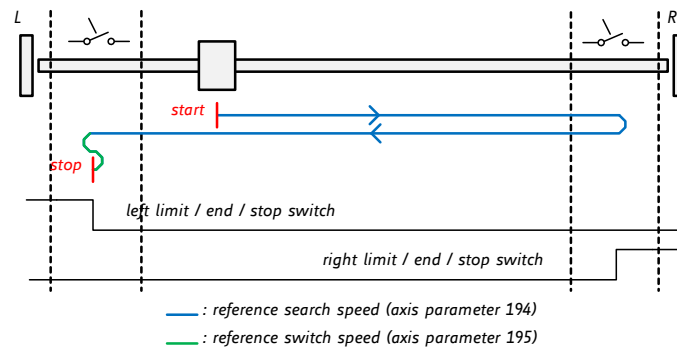 L
R
start
stop
left limit / end / stop switch
right limit / end / stop switch
: reference search speed (axis parameter 194)
: reference switch speed (axis parameter 195)